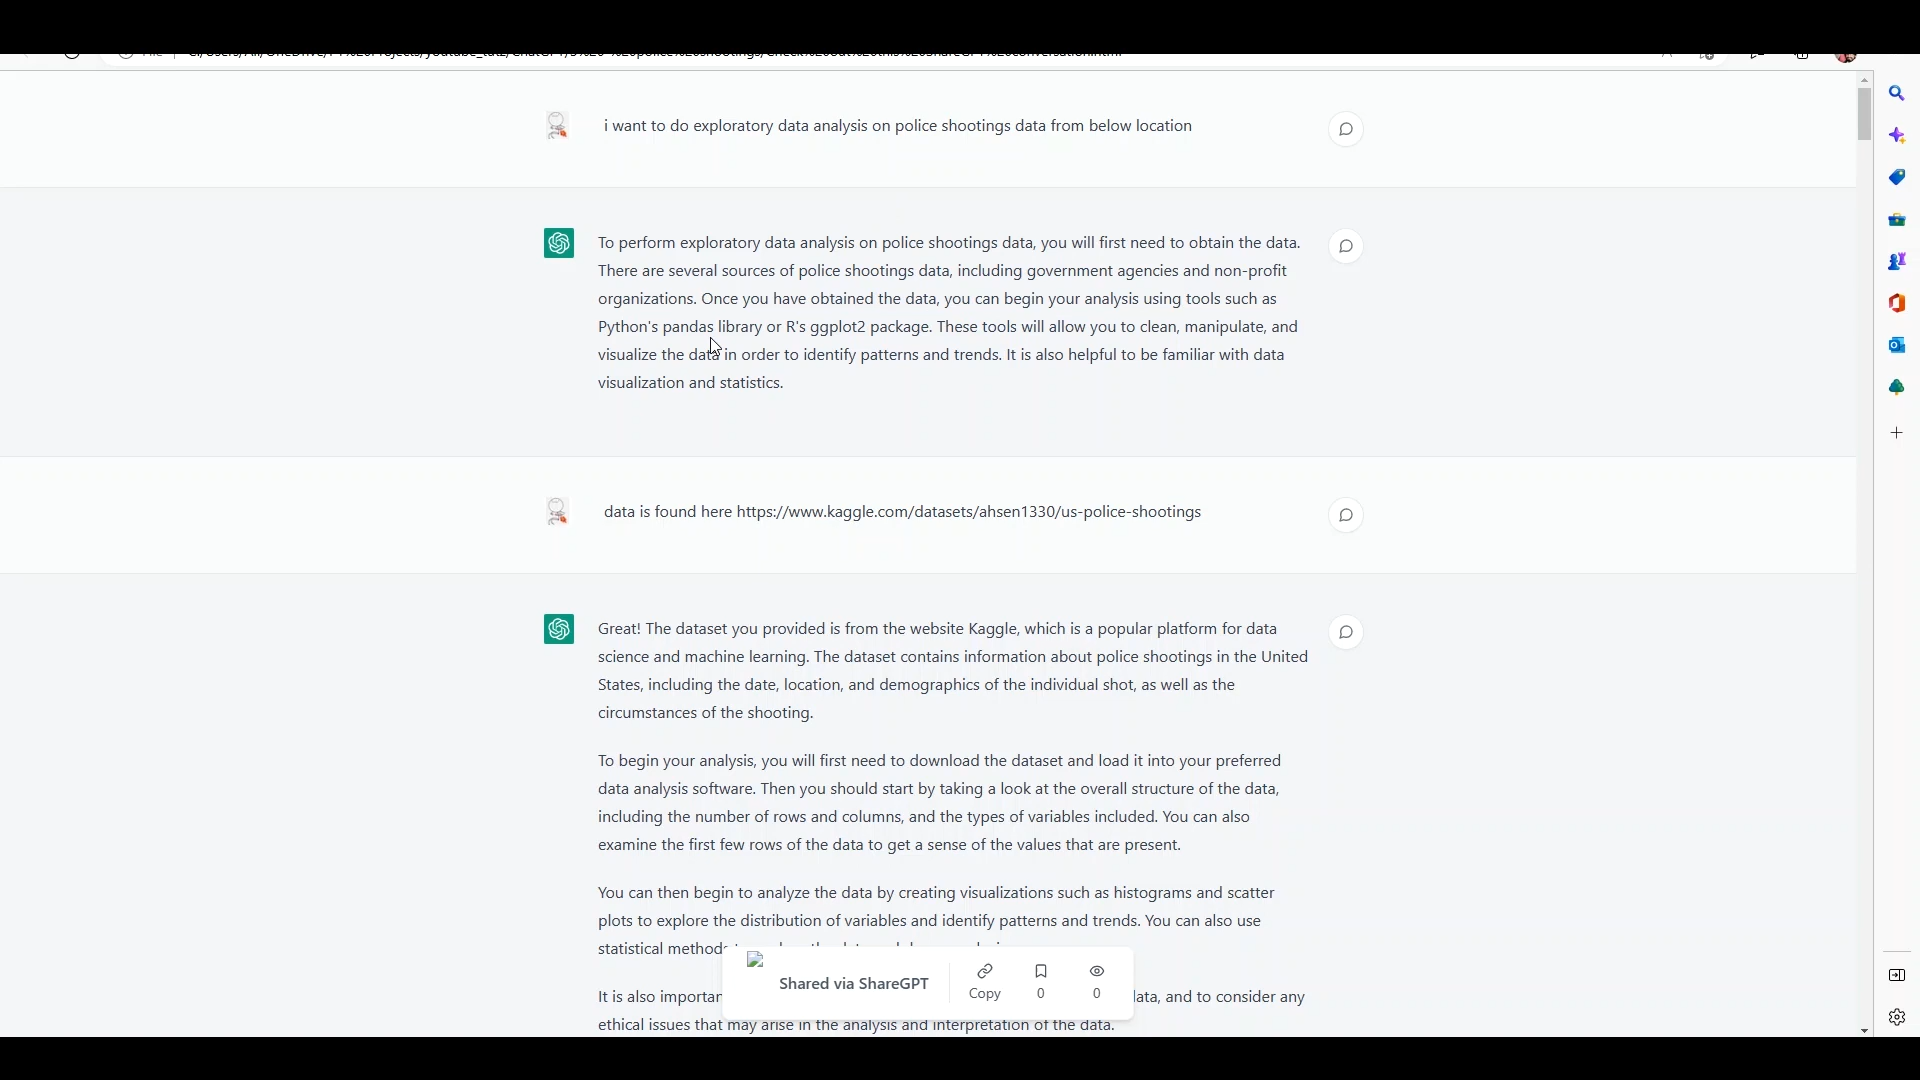 i want to do exploratory data analysis on police shootings data from below location
To perform exploratory data analysis on police shootings data, you will first need to obtain the data.
There are several sources of police shootings data, including government agencies and non-profit
organizations. Once you have obtained the data, you can begin your analysis using tools such as
Python's pandas library or R's ggplot2 package. These tools will allow you to clean, manipulate, and
visualize the data in order to identify patterns and trends. It is also helpful to be familiar with data
visualization and statistics.
data is found here https://www.kaggle.com/datasets/ahsen1330/us-police-shootings
Great! The dataset you provided is from the website Kaggle, which is a popular platform for data
science and machine learning. The dataset contains information about police shootings in the United
States, including the date, location, and demographics of the individual shot, as well as the
circumstances of the shooting.
To begin your analysis, you will first need to download the dataset and load it into your preferred
data analysis software. Then you should start by taking a look at the overall structure of the data,
including the number of rows and columns, and the types of variables included. You can also
examine the first few rows of the data to get a sense of the values that are present.
You can then begin to analyze the data by creating visualizations such as histograms and scatter
plots to explore the distribution of variables and identify patterns and trends. You can also use
statistical methods
It is also ata, and to consider any
ethical issues that may arise in the analysis and interpretation of the data.
Shared via ShareGPT
Copy
0
0